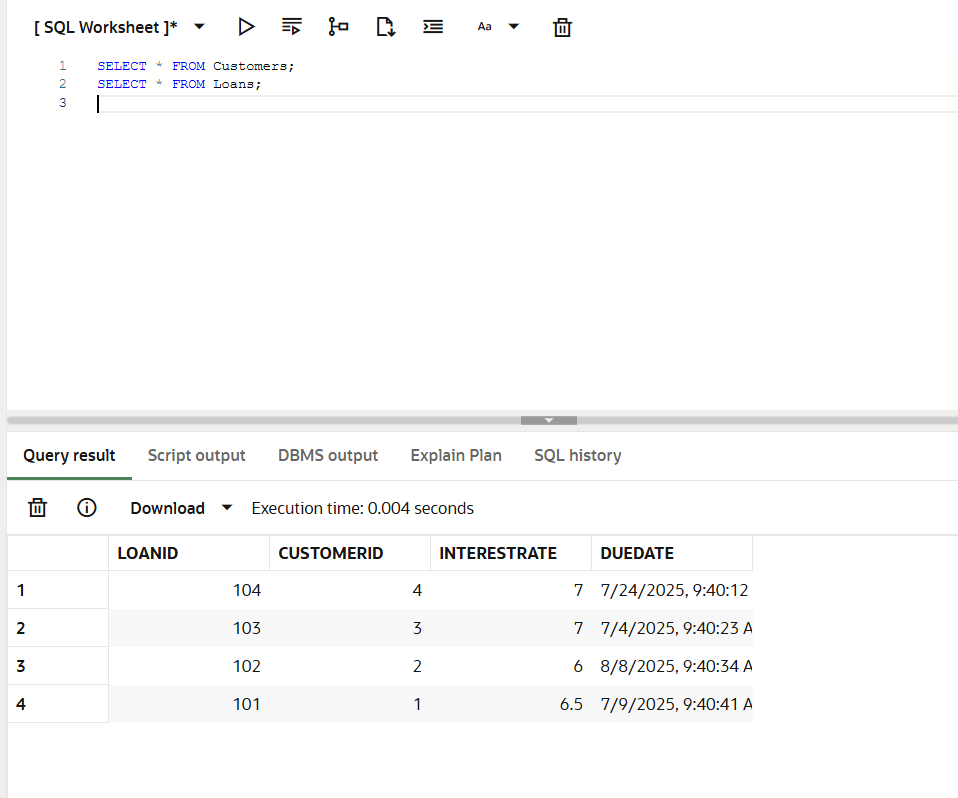 [ SQL Worksheet ]* Aa
1 SELECT * FROM Customers;
2 SELECT * FROM Loans;
3
Query result Script output DBMS output Explain Plan SQL history
Download Execution time: 0.004 seconds
LOANID CUSTOMERID INTERESTRATE DUEDATE
1 104 4 7 7/24/2025, 9:40:12
2 103 3 7 7/4/2025, 9:40:23 A
3 102 2 6 8/8/2025, 9:40:34 A
4 101 1 6.5 7/9/2025, 9:40:41 A